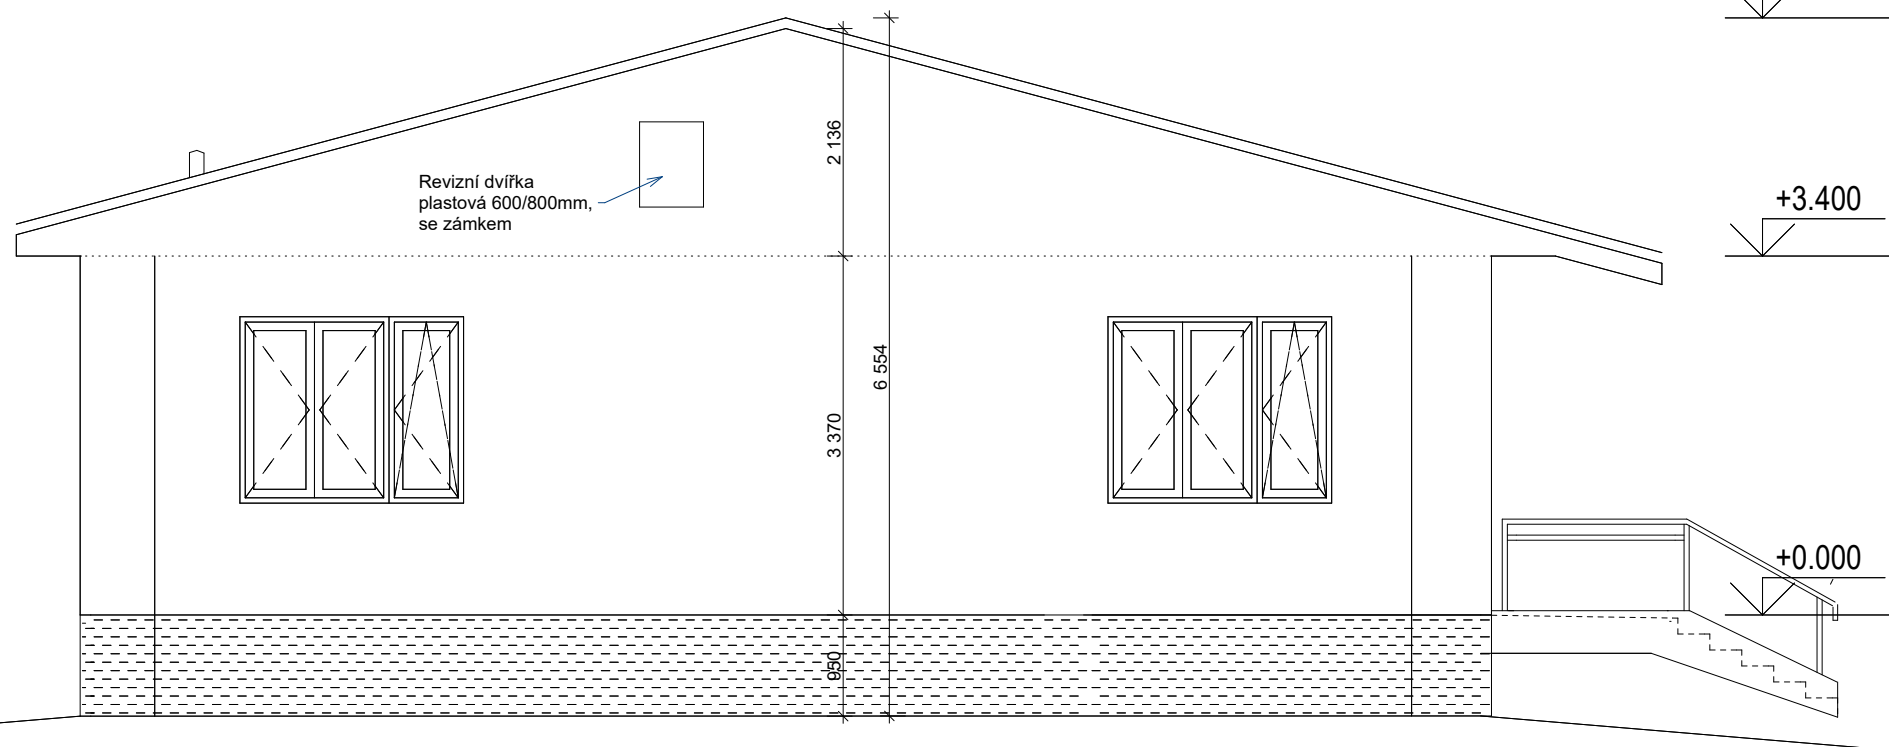 2 136
Revizní dvířka
plastová 600/800mm,
se zámkem
+3.400
6 554
3 370
+0.000
950